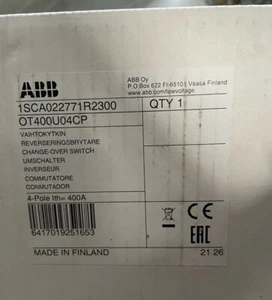 ABB
ABB Oy
P.O Box 622 FI-65101 Vaasa Finland
http://www.abb.com/lowvoltage
1SCA022771R2300
QTY 1
OT400U04CP
VAIHTOKYTKIN
REVERSERINGSBRYTARE
CHANGE-OVER SWITCH
UMSCHALTER
INVERSEUR
COMMUTATORE
CONMUTADOR
4-Pole Ith= 400A
CE
EAC
6417019251653
MADE IN FINLAND
21 26